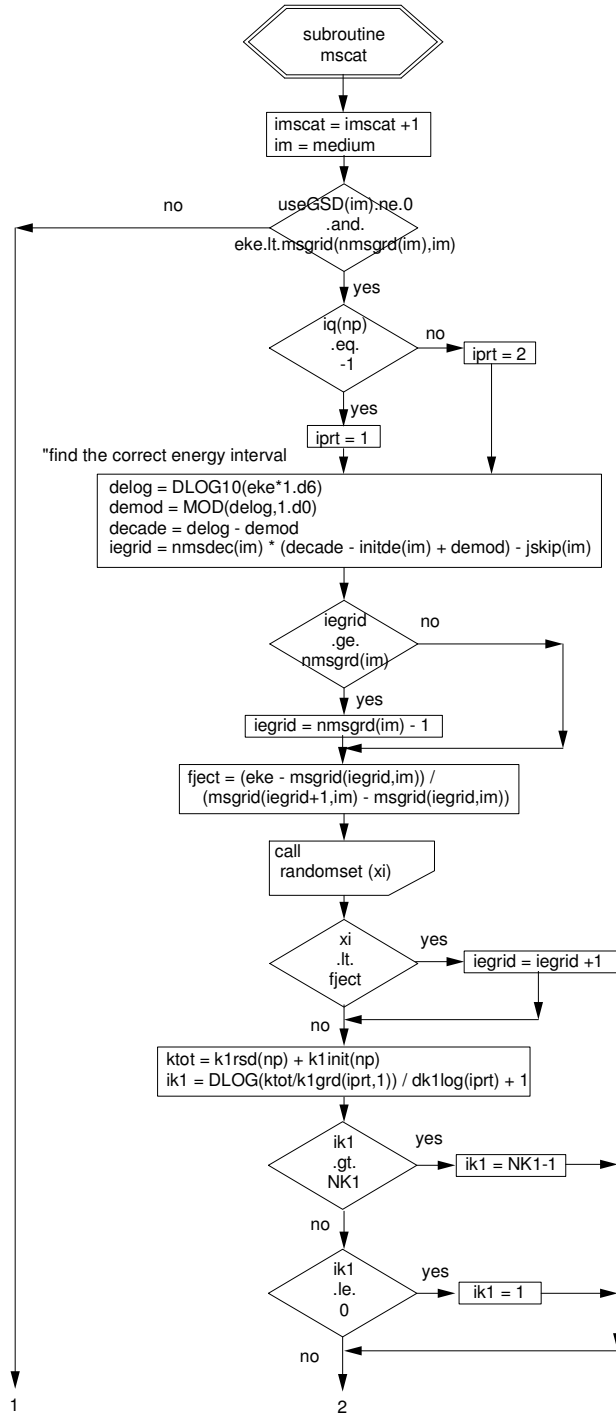 subroutine
mscat
imscat = imscat +1
im = medium
no
useGSD(im).ne.0
.and.
eke.lt.msgrid(nmsgrd(im),im)
yes
iq(np)
.eq.
-1
no
iprt = 2
yes
iprt = 1
"find the correct energy interval
delog = DLOG10(eke*1.d6)
demod = MOD(delog,1.d0)
decade = delog - demod
iegrid = nmsdec(im) * (decade - initde(im) + demod) - jskip(im)
iegrid
.ge.
nmsgrd(im)
no
yes
iegrid = nmsgrd(im) - 1
fject = (eke - msgrid(iegrid,im)) /
(msgrid(iegrid+1,im) - msgrid(iegrid,im))
call
randomset (xi)
xi
.lt.
fject
yes
iegrid = iegrid +1
no
ktot = k1rsd(np) + k1init(np)
ik1 = DLOG(ktot/k1grd(iprt,1)) / dk1log(iprt) + 1
ik1
.gt.
NK1
yes
ik1 = NK1-1
no
ik1
.le.
0
yes
ik1 = 1
no
1
2